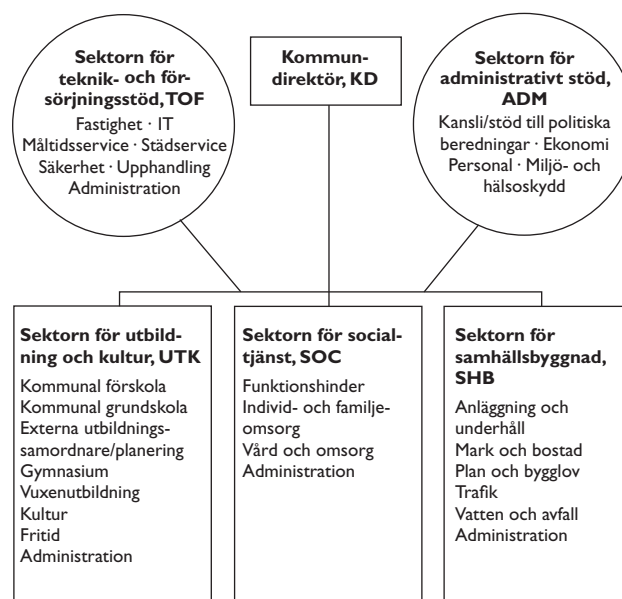 Sektorn för
teknik- och för-
sörjningsstöd, TOF
Fastighet · IT
Måltidsservice · Städservice
Säkerhet · Upphandling
Administration
Kommun-
direktör, KD
Sektorn för
administrativt stöd,
ADM
Kansli/stöd till politiska
beredningar · Ekonomi
Personal · Miljö- och
hälsoskydd
Sektorn för utbild-
ning och kultur, UTK
Kommunal förskola
Kommunal grundskola
Externa utbildnings-
samordnare/planering
Gymnasium
Vuxenutbildning
Kultur
Fritid
Administration
Sektorn för social-
tjänst, SOC
Funktionshinder
Individ- och familje-
omsorg
Vård och omsorg
Administration
Sektorn för
samhällsbyggnad,
SHB
Anläggning och
underhåll
Mark och bostad
Plan och bygglov
Trafik
Vatten och avfall
Administration